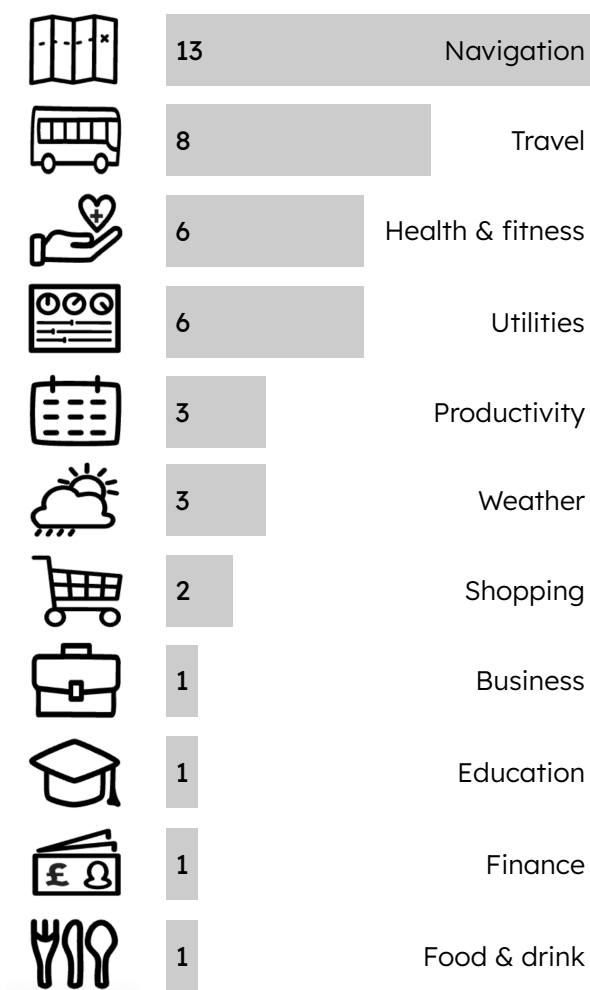 13 Navigation
8 Travel
6 Health & fitness
6 Utilities
3 Productivity
3 Weather
2 Shopping
1 Business
1 Education
£
1 Finance
1 Food & drink